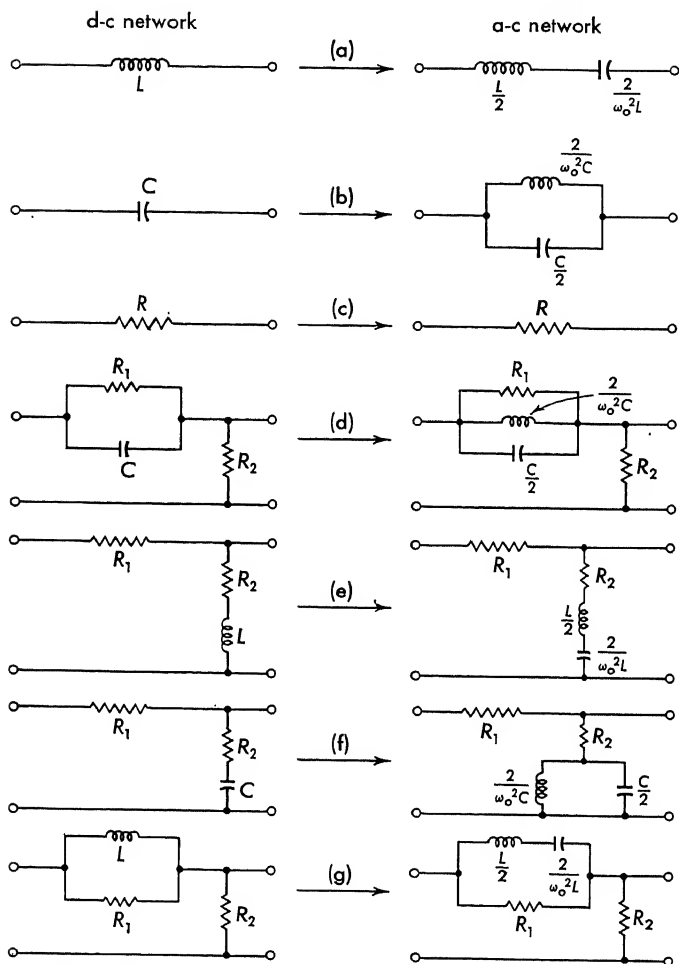 d-c network
a-c network
(a)
L
L/2
2/ω₀²L
(b)
C
2/ω₀²C
C/2
(c)
R
R
(d)
R₁
C
R₂
R₁
2/ω₀²C
C/2
R₂
(e)
R₁
R₂
L
R₁
R₂
L/2
2/ω₀²L
(f)
R₁
R₂
C
R₁
R₂
2/ω₀²C
C/2
(g)
L
R₁
R₂
L/2
2/ω₀²L
R₁
R₂